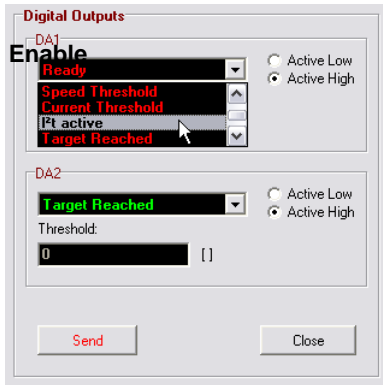 Digital Outputs
DA1
Enable
Ready
Active Low
Active High
Speed Threshold
Current Threshold
I²t active
Target Reached
DA2
Active Low
Target Reached
Active High
Threshold:
0 [ ]
Send Close